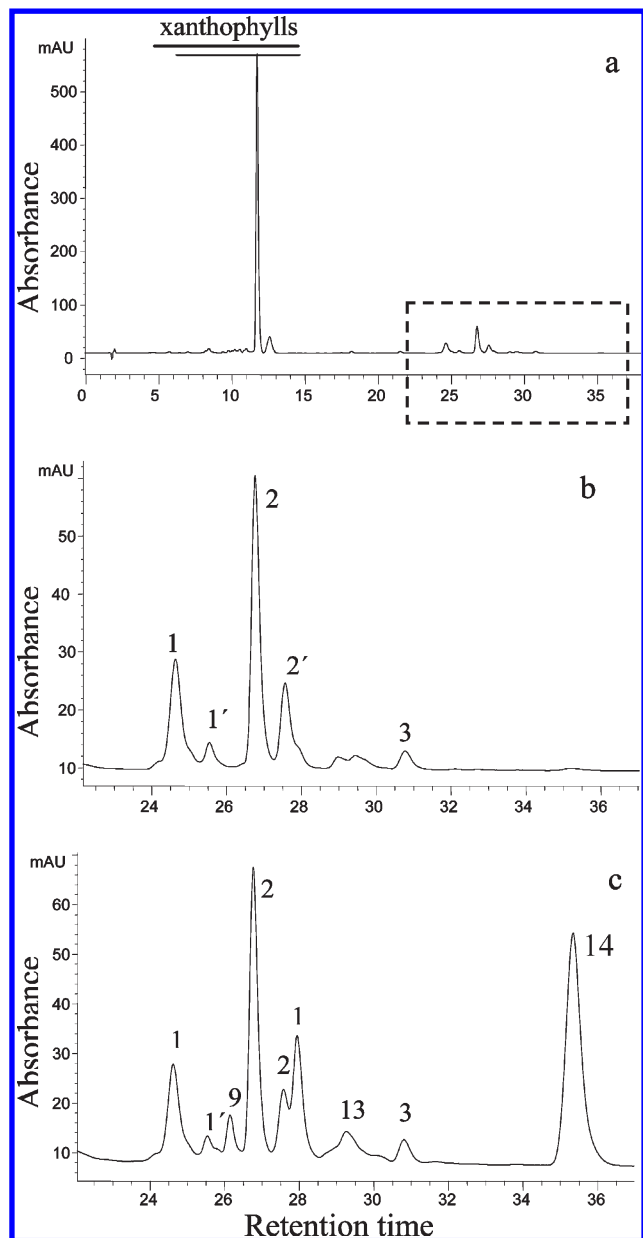 xanthophylls
mAU
a
500
400
300
200
100
0
Absorbance
0 5 10 15 20 25 30 35
mAU
b
50
40
30
20
10
Absorbance
1 1´ 2 2´ 3
24 26 28 30 32 34 36
mAU
c
60
50
40
30
20
10
Absorbance
1 1´ 9 2 2 1 13 3 14
24 26 28 30 32 34 36
Retention time